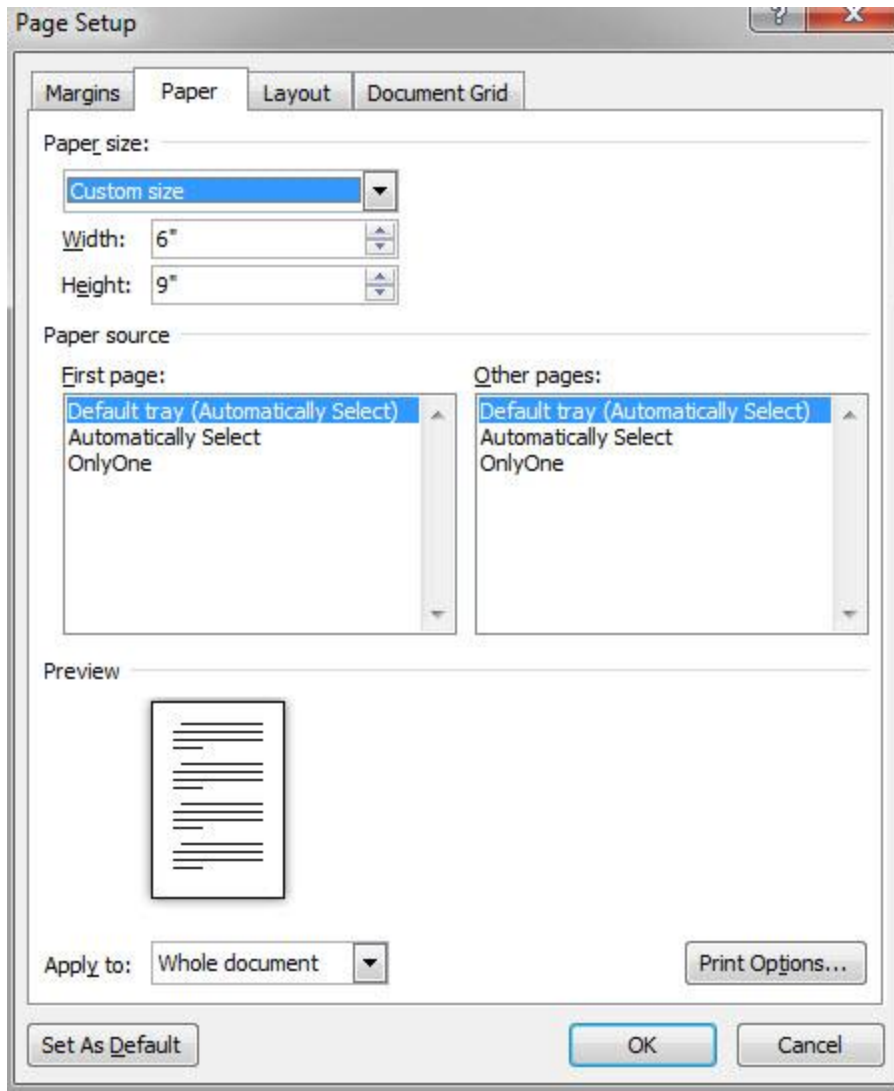 Page Setup
Margins Paper Layout Document Grid
Paper size:
Custom size
Width: 6"
Height: 9"
Paper source
First page: Other pages:
Default tray (Automatically Select) Default tray (Automatically Select)
Automatically Select Automatically Select
OnlyOne OnlyOne
Preview
Apply to: Whole document Print Options...
Set As Default OK Cancel